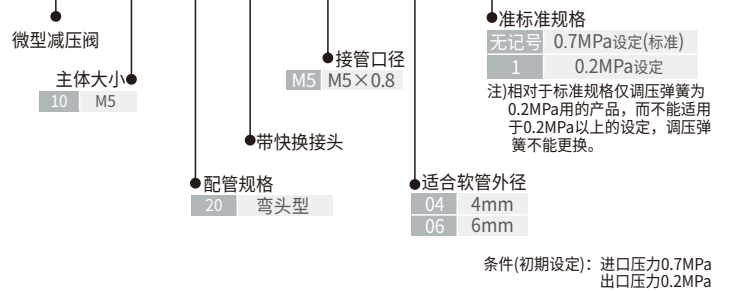 微型减压阀
主体大小
10 M5
接管口径
M5 M5×0.8
准标准规格
无记号 0.7MPa设定(标准)
1 0.2MPa设定
注)相对于标准规格仅调压弹簧为
0.2MPa用的产品，而不能适用
于0.2MPa以上的设定，调压弹
簧不能更换。
带快换接头
配管规格
20 弯头型
适合软管外径
04 4mm
06 6mm
条件(初期设定)：进口压力0.7MPa
出口压力0.2MPa